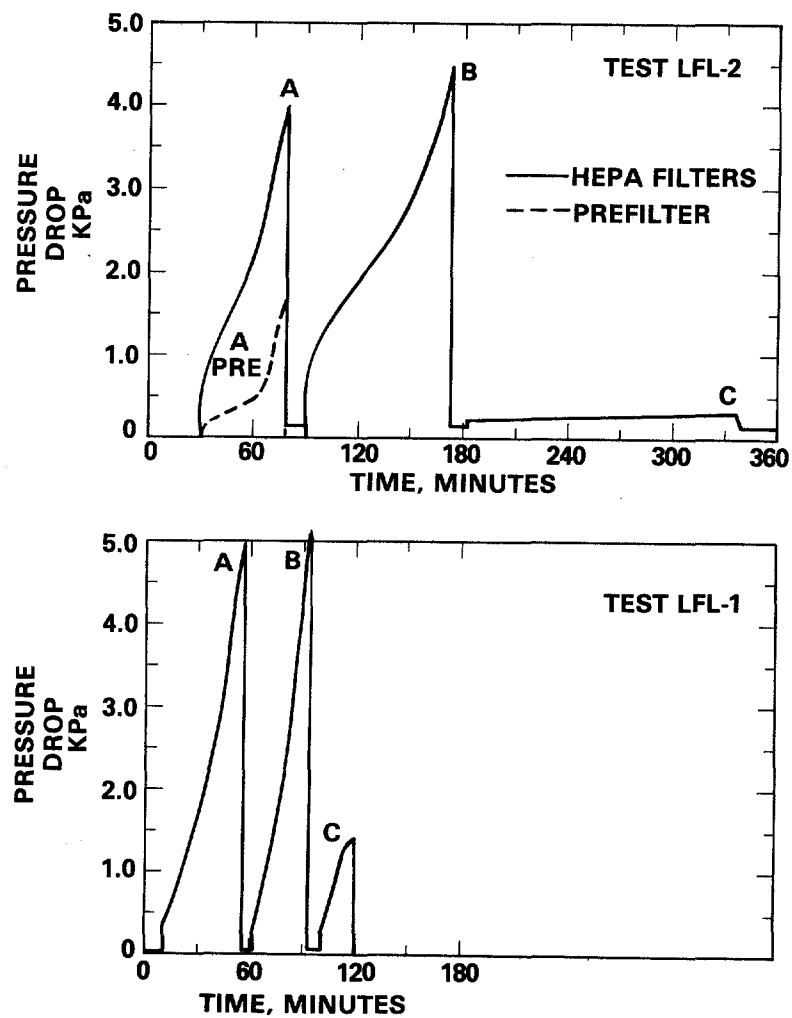 5.0
4.0
3.0
2.0
1.0
0
PRESSURE
DROP
KPa
A
B
TEST LFL-2
HEPA FILTERS
PREFILTER
A
PRE
C
0 60 120 180 240 300 360
TIME, MINUTES
5.0
4.0
3.0
2.0
1.0
0
PRESSURE
DROP
KPa
A
B
TEST LFL-1
C
0 60 120 180
TIME, MINUTES